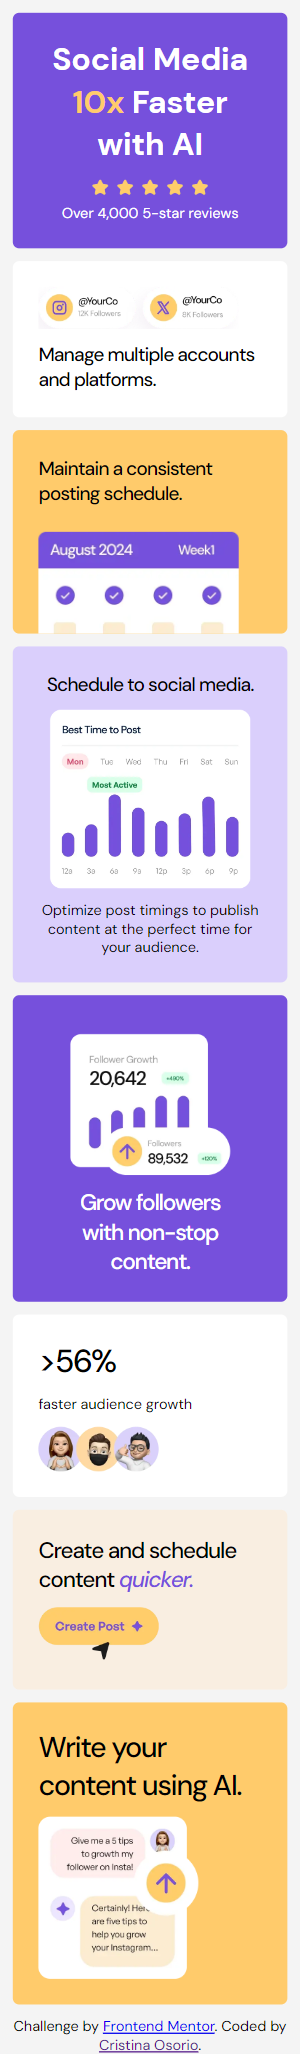 Social Media
10x Faster
with AI
Over 4,000 5-star reviews
@YourCo
12K Followers
@YourCo
8K Followers
Manage multiple accounts
and platforms.
Maintain a consistent
posting schedule.
August 2024 Week1
Schedule to social media.
Best Time to Post
Mon Tue Wed Thu Fri Sat Sun
Most Active
12a 3a 6a 9a 12p 3p 6p 9p
Optimize post timings to publish
content at the perfect time for
your audience.
Follower Growth
20,642 +490%
Followers
89,532 +120%
Grow followers
with non-stop
content.
>56%
faster audience growth
Create and schedule
content quicker.
Create Post
Write your
content using AI.
Give me a 5 tips
to growth my
follower on Insta!
Certainly! Here
are five tips to
help you grow
your Instagram...
Challenge by Frontend Mentor. Coded by
Cristina Osorio.